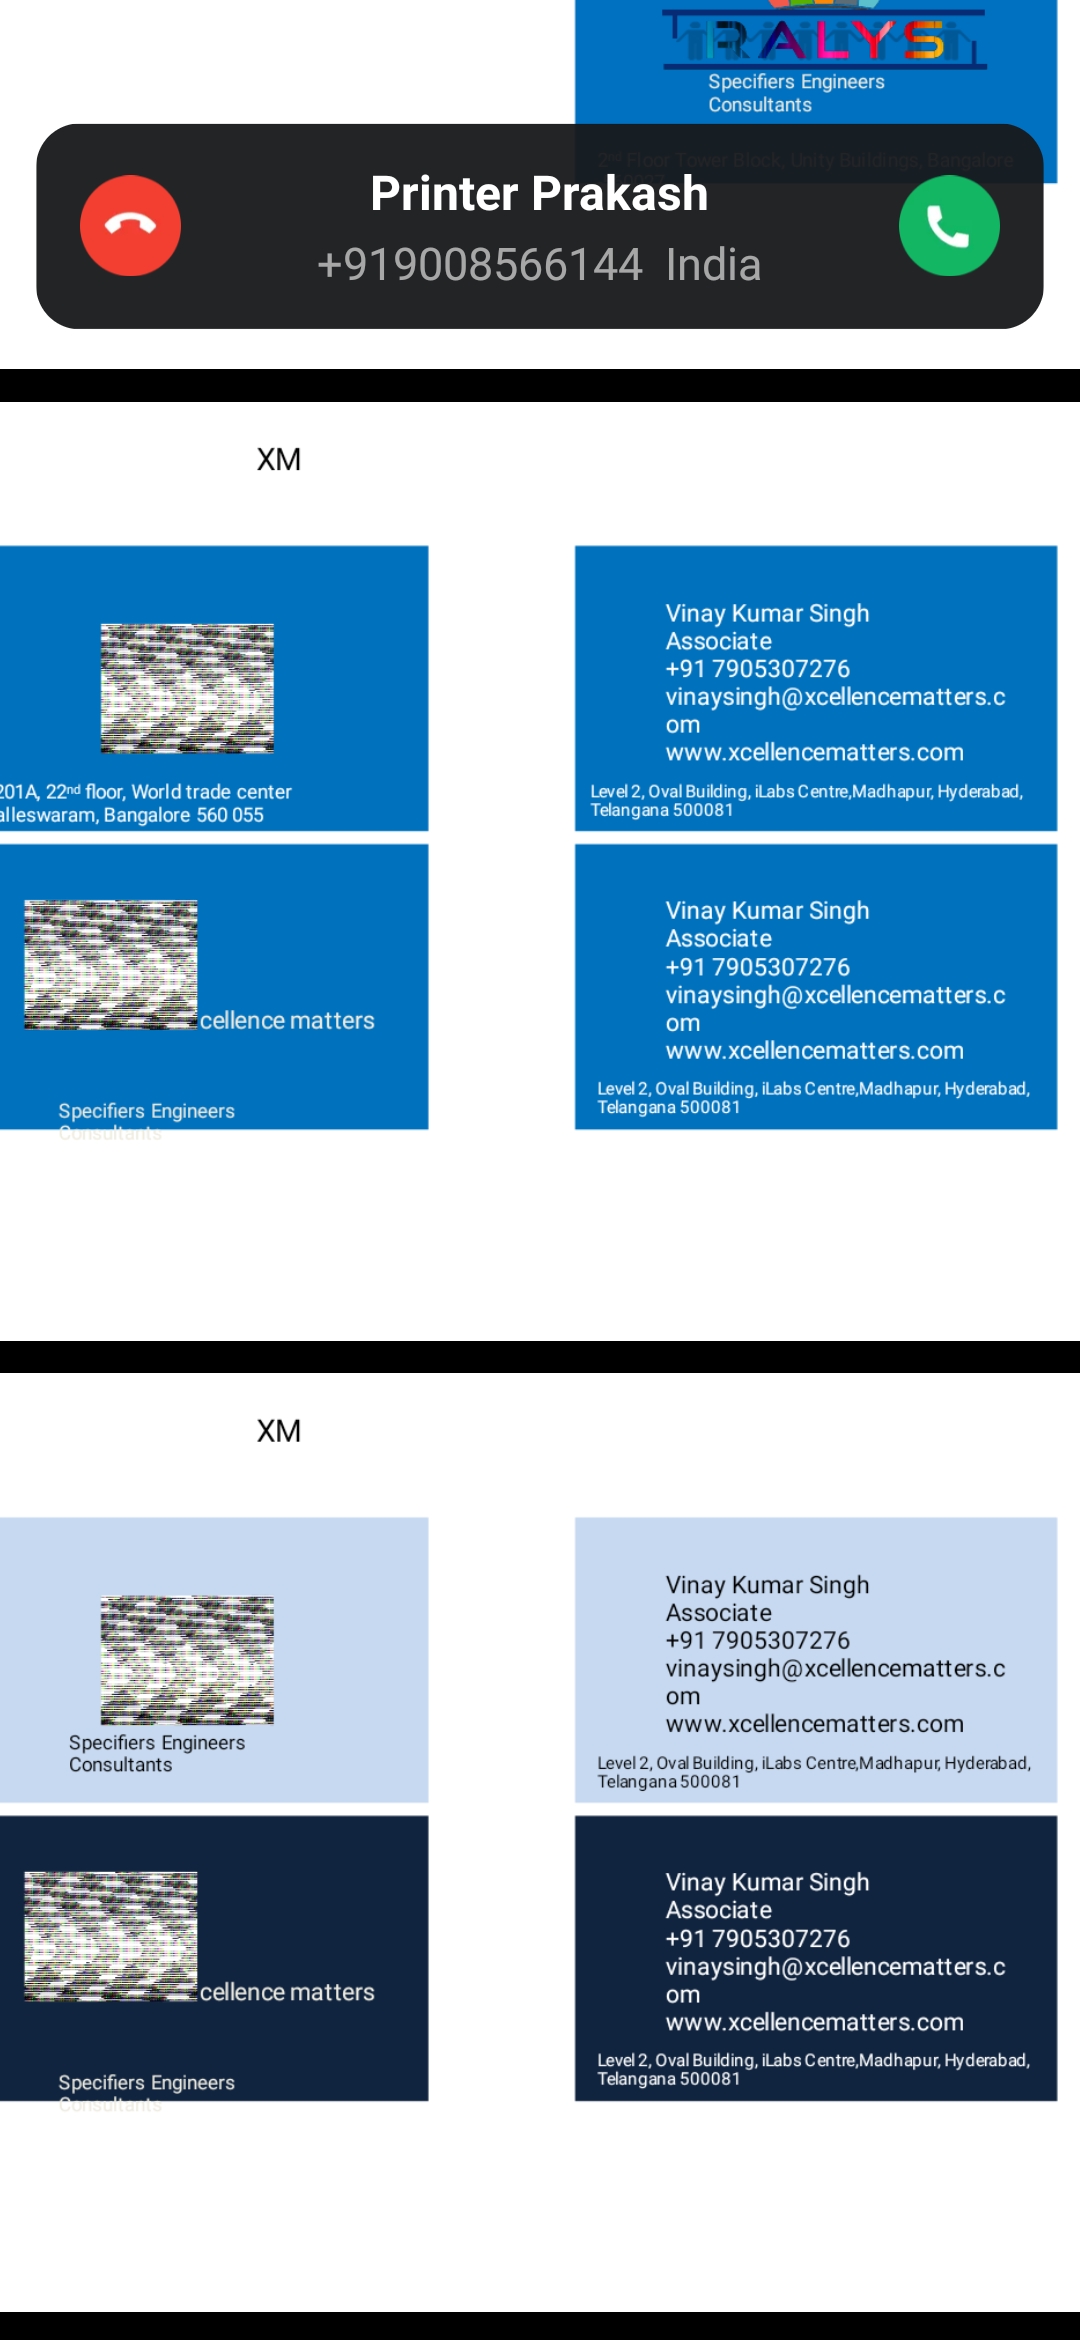 RALYS
Specifiers Engineers
Consultants
2nd Floor Tower Block, Unity Buildings, Bangalore
Printer Prakash
+919008566144 India
XM
201A, 22nd floor, World trade center
alleswaram, Bangalore 560 055
Vinay Kumar Singh
Associate
+91 7905307276
vinaysingh@xcellencematters.c
om
www.xcellencematters.com
Level 2, Oval Building, iLabs Centre,Madhapur, Hyderabad,
Telangana 500081
cellence matters
Specifiers Engineers
Consultants
Vinay Kumar Singh
Associate
+91 7905307276
vinaysingh@xcellencematters.c
om
www.xcellencematters.com
Level 2, Oval Building, iLabs Centre,Madhapur, Hyderabad,
Telangana 500081
XM
Specifiers Engineers
Consultants
Vinay Kumar Singh
Associate
+91 7905307276
vinaysingh@xcellencematters.c
om
www.xcellencematters.com
Level 2, Oval Building, iLabs Centre,Madhapur, Hyderabad,
Telangana 500081
cellence matters
Specifiers Engineers
Consultants
Vinay Kumar Singh
Associate
+91 7905307276
vinaysingh@xcellencematters.c
om
www.xcellencematters.com
Level 2, Oval Building, iLabs Centre,Madhapur, Hyderabad,
Telangana 500081